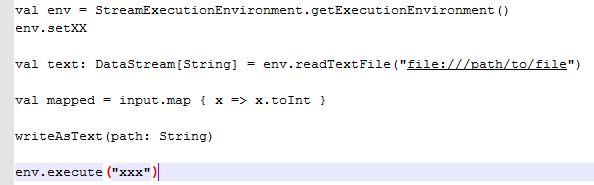 val env = StreamExecutionEnvironment.getExecutionEnvironment()
env.setXX
val text: DataStream[String] = env.readTextFile("file:///path/to/file")
val mapped = input.map { x => x.toInt }
writeAsText(path: String)
env.execute("xxx")